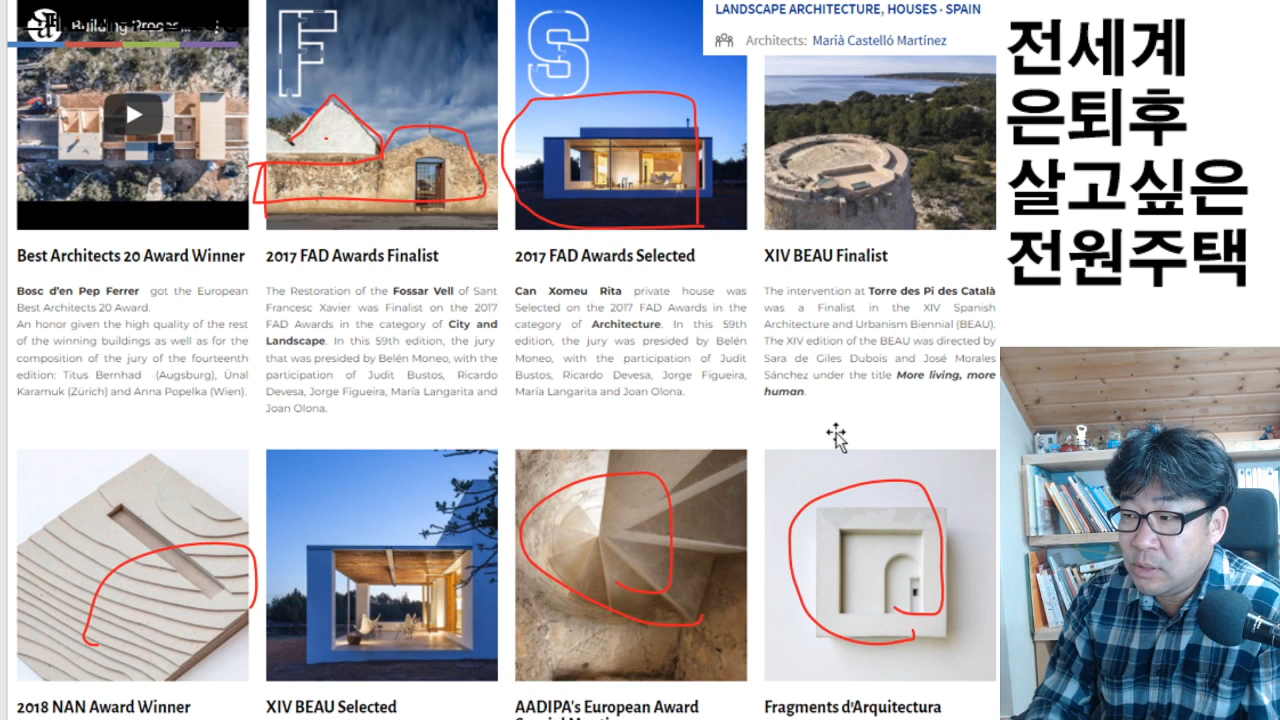 Building Proces...
F
S
LANDSCAPE ARCHITECTURE, HOUSES · SPAIN
Architects: Marià Castelló Martínez
전세계
은퇴후
살고싶은
전원주택
Best Architects 20 Award Winner
Bosc d'en Pep Ferrer got the European
Best Architects 20 Award.
An honor given the high quality of the rest
of the winning buildings as well as for the
composition of the jury of the fourteenth
edition: Titus Bernhad (Augsburg), Ünal
Karamuk (Zürich) and Anna Popelka (Wien).
2017 FAD Awards Finalist
The Restoration of the Fossar Vell of Sant
Francesc Xavier was Finalist on the 2017
FAD Awards in the category of City and
Landscape. In this 59th edition, the jury
that was presided by Belén Moneo, with the
participation of Judit Bustos, Ricardo
Devesa, Jorge Figueira, María Langarita and
Joan Olona.
2017 FAD Awards Selected
Can Xomeu Rita private house was
Selected on the 2017 FAD Awards in the
category of Architecture. In this 59th
edition, the jury was presided by Belén
Moneo, with the participation of Judit
Bustos, Ricardo Devesa, Jorge Figueira,
María Langarita and Joan Olona.
XIV BEAU Finalist
The intervention at Torre des Pi des Català
was a Finalist in the XIV Spanish
Architecture and Urbanism Biennial (BEAU).
The XIV edition of the BEAU was directed by
Sara de Giles Dubois and José Morales
Sánchez under the title More living, more
human.
2018 NAN Award Winner
XIV BEAU Selected
AADIPA's European Award
Fragments d'Arquitectura